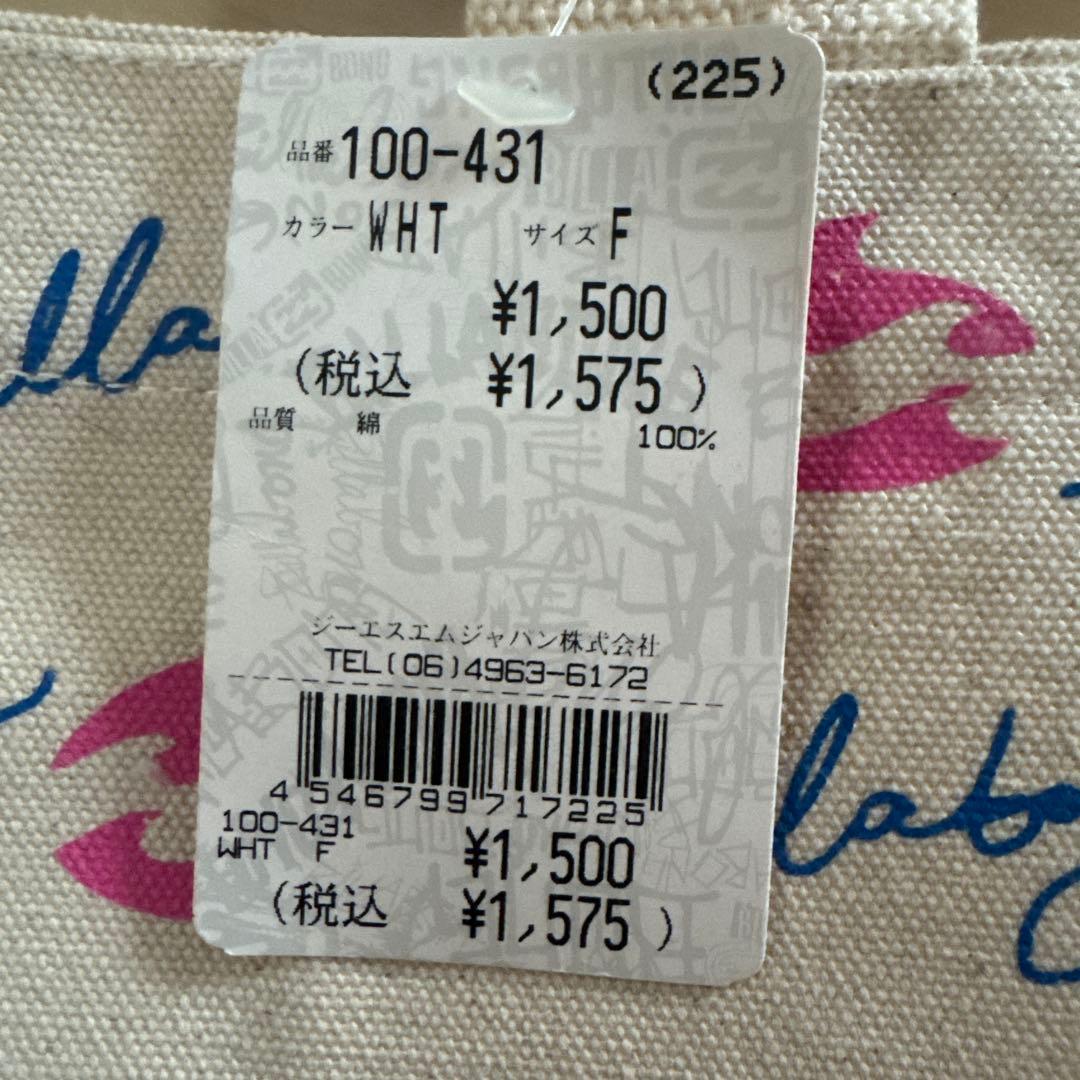 (225)
品番 100-431
カラー WHT サイズ F
¥1,500
(税込 ¥1,575 )
品質 綿 100%
ジーエスエムジャパン株式会社
TEL(06)4963-6172
4 546799 717225
100-431
WHT F
¥1,500
(税込 ¥1,575 )